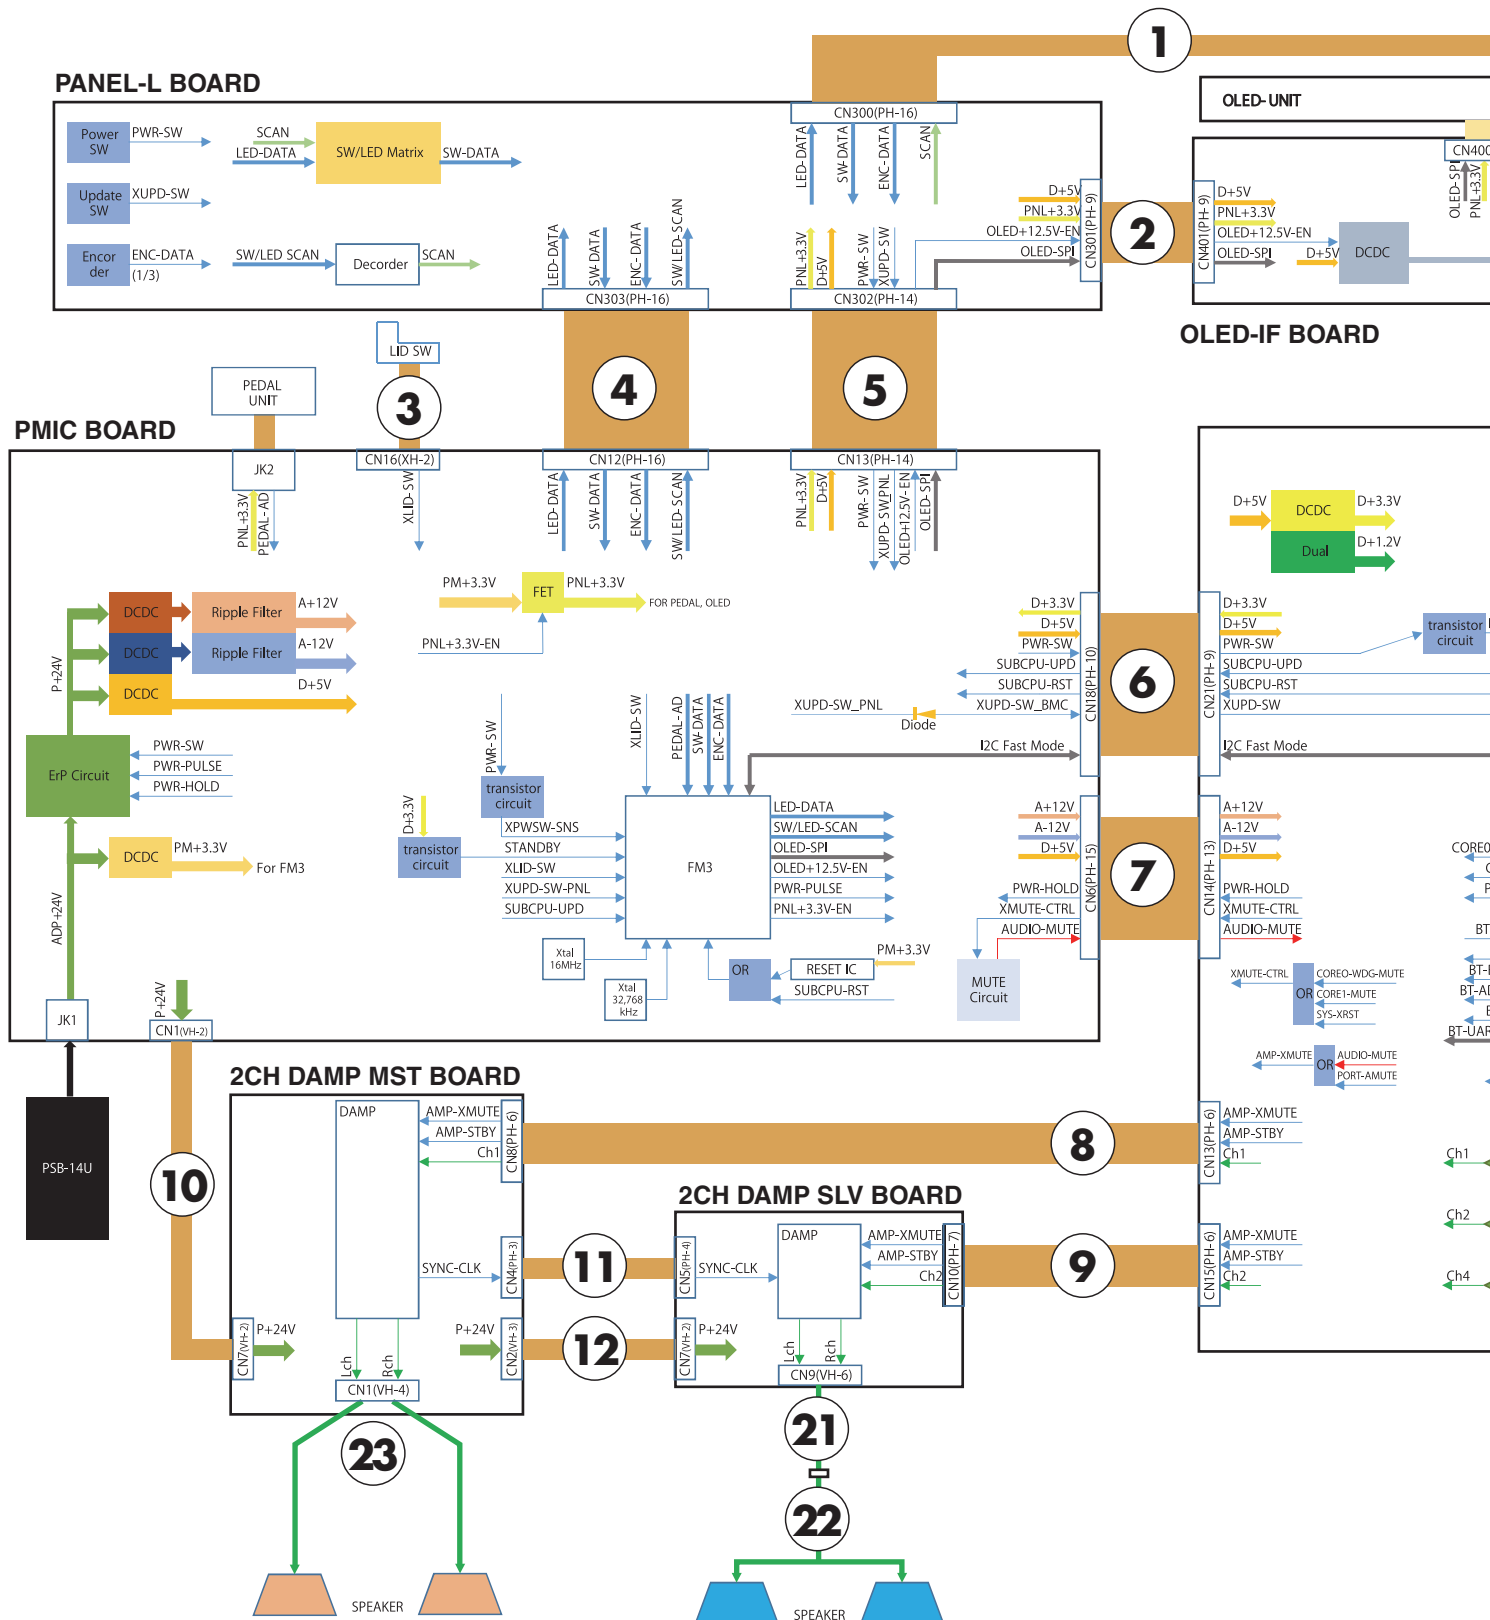 1
PANEL-L BOARD
Power
SW
PWR-SW
Update
SW
XUPD-SW
Encor
der
ENC-DATA
(1/3)
SCAN
LED-DATA
SW/LED Matrix
SW-DATA
SW/LED SCAN
Decorder
SCAN
CN300(PH-16)
LED-DATA
SW-DATA
ENC-DATA
SCAN
LED-DATA
SW-DATA
ENC-DATA
SW/LED-SCAN
CN303(PH-16)
PNL+3.3V
D+5V
PWR-SW
XUPD-SW
CN302(PH-14)
D+5V
PNL+3.3V
OLED+12.5V-EN
OLED-SPI
CN301(PH-9)
2
OLED-UNIT
CN400
OLED-SPI
PNL+3.3V
CN401(PH-9)
D+5V
PNL+3.3V
OLED+12.5V-EN
OLED-SPI
D+5V
DCDC
OLED-IF BOARD
LID SW
3
4
5
PEDAL
UNIT
PMIC BOARD
JK2
PNL+3.3V
PEDAL-AD
CN16(XH-2)
XLID-SW
CN12(PH-16)
LED-DATA
SW-DATA
ENC-DATA
SW/LED-SCAN
CN13(PH-14)
PNL+3.3V
D+5V
PWR-SW
XUPD-SW_PNL
OLED+12.5V-EN
OLED-SPI
DCDC
Ripple Filter
A+12V
DCDC
Ripple Filter
A-12V
DCDC
D+5V
P+24V
PM+3.3V
FET
PNL+3.3V
FOR PEDAL, OLED
PNL+3.3V-EN
ErP Circuit
PWR-SW
PWR-PULSE
PWR-HOLD
DCDC
PM+3.3V
For FM3
ADP+24V
PWR-SW
transistor
circuit
D+3.3V
transistor
circuit
XPWSW-SNS
STANDBY
XLID-SW
XUPD-SW-PNL
SUBCPU-UPD
XLID-SW
PEDAL-AD
SW-DATA
ENC-DATA
FM3
LED-DATA
SW/LED-SCAN
OLED-SPI
OLED+12.5V-EN
PWR-PULSE
PNL+3.3V-EN
Xtal
16MHz
Xtal
32,768
kHz
OR
RESET IC
PM+3.3V
SUBCPU-RST
XUPD-SW_PNL
Diode
XUPD-SW_BMC
D+3.3V
D+5V
PWR-SW
SUBCPU-UPD
SUBCPU-RST
I2C Fast Mode
CN18(PH-10)
6
A+12V
A-12V
D+5V
PWR-HOLD
XMUTE-CTRL
AUDIO-MUTE
CN6(PH-15)
7
MUTE
Circuit
D+5V
DCDC
D+3.3V
Dual
D+1.2V
CN21(PH-9)
D+3.3V
D+5V
PWR-SW
SUBCPU-UPD
SUBCPU-RST
XUPD-SW
I2C Fast Mode
transistor
circuit
CN14(PH-13)
A+12V
A-12V
D+5V
PWR-HOLD
XMUTE-CTRL
AUDIO-MUTE
CORE0
BT
BT-AD
BT-UAR
XMUTE-CTRL
OR
COREO-WDG-MUTE
CORE1-MUTE
SYS-XRST
AMP-XMUTE
OR
AUDIO-MUTE
PORT-AMUTE
JK1
P+24V
CN1(VH-2)
PSB-14U
10
2CH DAMP MST BOARD
DAMP
AMP-XMUTE
AMP-STBY
Ch1
CN8(PH-6)
8
CN13(PH-6)
AMP-XMUTE
AMP-STBY
Ch1
Ch1
Ch2
Ch4
SYNC-CLK
CN4(PH-3)
11
2CH DAMP SLV BOARD
CN5(PH-4)
SYNC-CLK
DAMP
AMP-XMUTE
AMP-STBY
Ch2
CN10(PH-7)
9
CN15(PH-6)
AMP-XMUTE
AMP-STBY
Ch2
CN7(VH-2)
P+24V
P+24V
CN2(VH-3)
12
CN7(VH-2)
P+24V
Lch
Rch
CN1(VH-4)
Lch
Rch
CN9(VH-6)
23
21
22
SPEAKER
SPEAKER